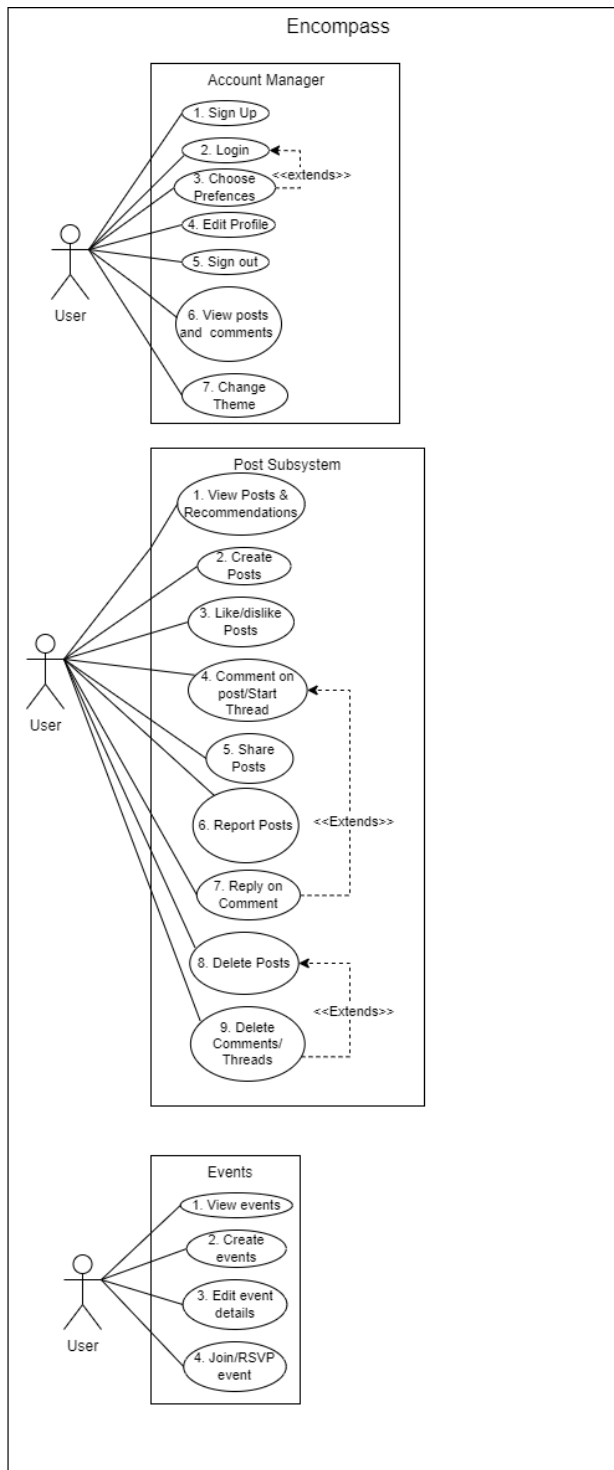 Encompass
Account Manager
1. Sign Up
2. Login
3. Choose
Prefences
<<extends>>
4. Edit Profile
5. Sign out
6. View posts
and comments
7. Change
Theme
User
Post Subsystem
1. View Posts &
Recommendations
2. Create
Posts
3. Like/dislike
Posts
4. Comment on
post/Start
Thread
5. Share
Posts
6. Report Posts
<<Extends>>
7. Reply on
Comment
8. Delete Posts
<<Extends>>
9. Delete
Comments/
Threads
User
Events
1. View events
2. Create
events
3. Edit event
details
4. Join/RSVP
event
User